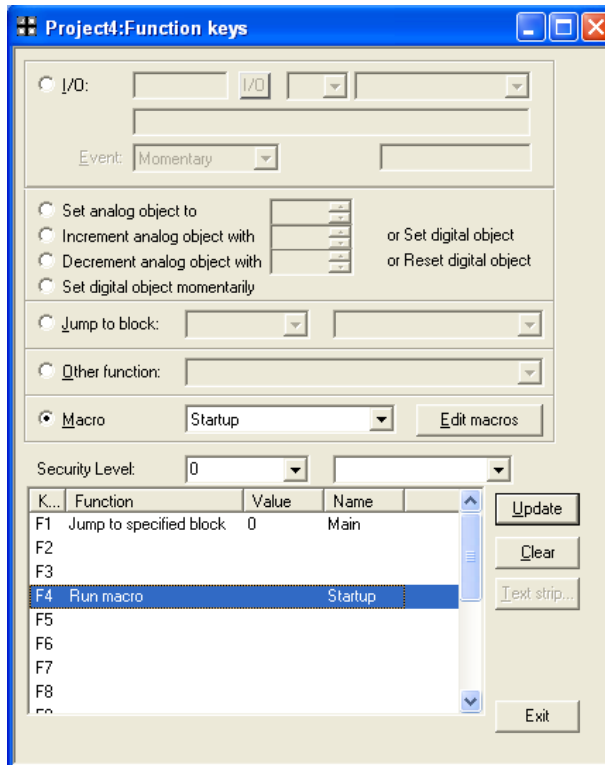 Project4:Function keys
I/O: I/O
Event: Momentary
Set analog object to
Increment analog object with or Set digital object
Decrement analog object with or Reset digital object
Set digital object momentarily
Jump to block:
Other function:
Macro Startup Edit macros
Security Level: 0
K... Function Value Name
F1 Jump to specified block 0 Main
F2
F3
F4 Run macro Startup
F5
F6
F7
F8
Update
Clear
Text strip...
Exit